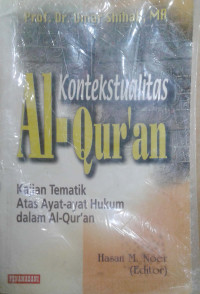 Prof. Dr. Umar Shihab, MA
Kontekstualitas
Al-Qur'an
Kajian Tematik
Atas Ayat-ayat Hukum
dalam Al-Qur'an
Hasan M. Noer
(Editor)
PENAMADANI